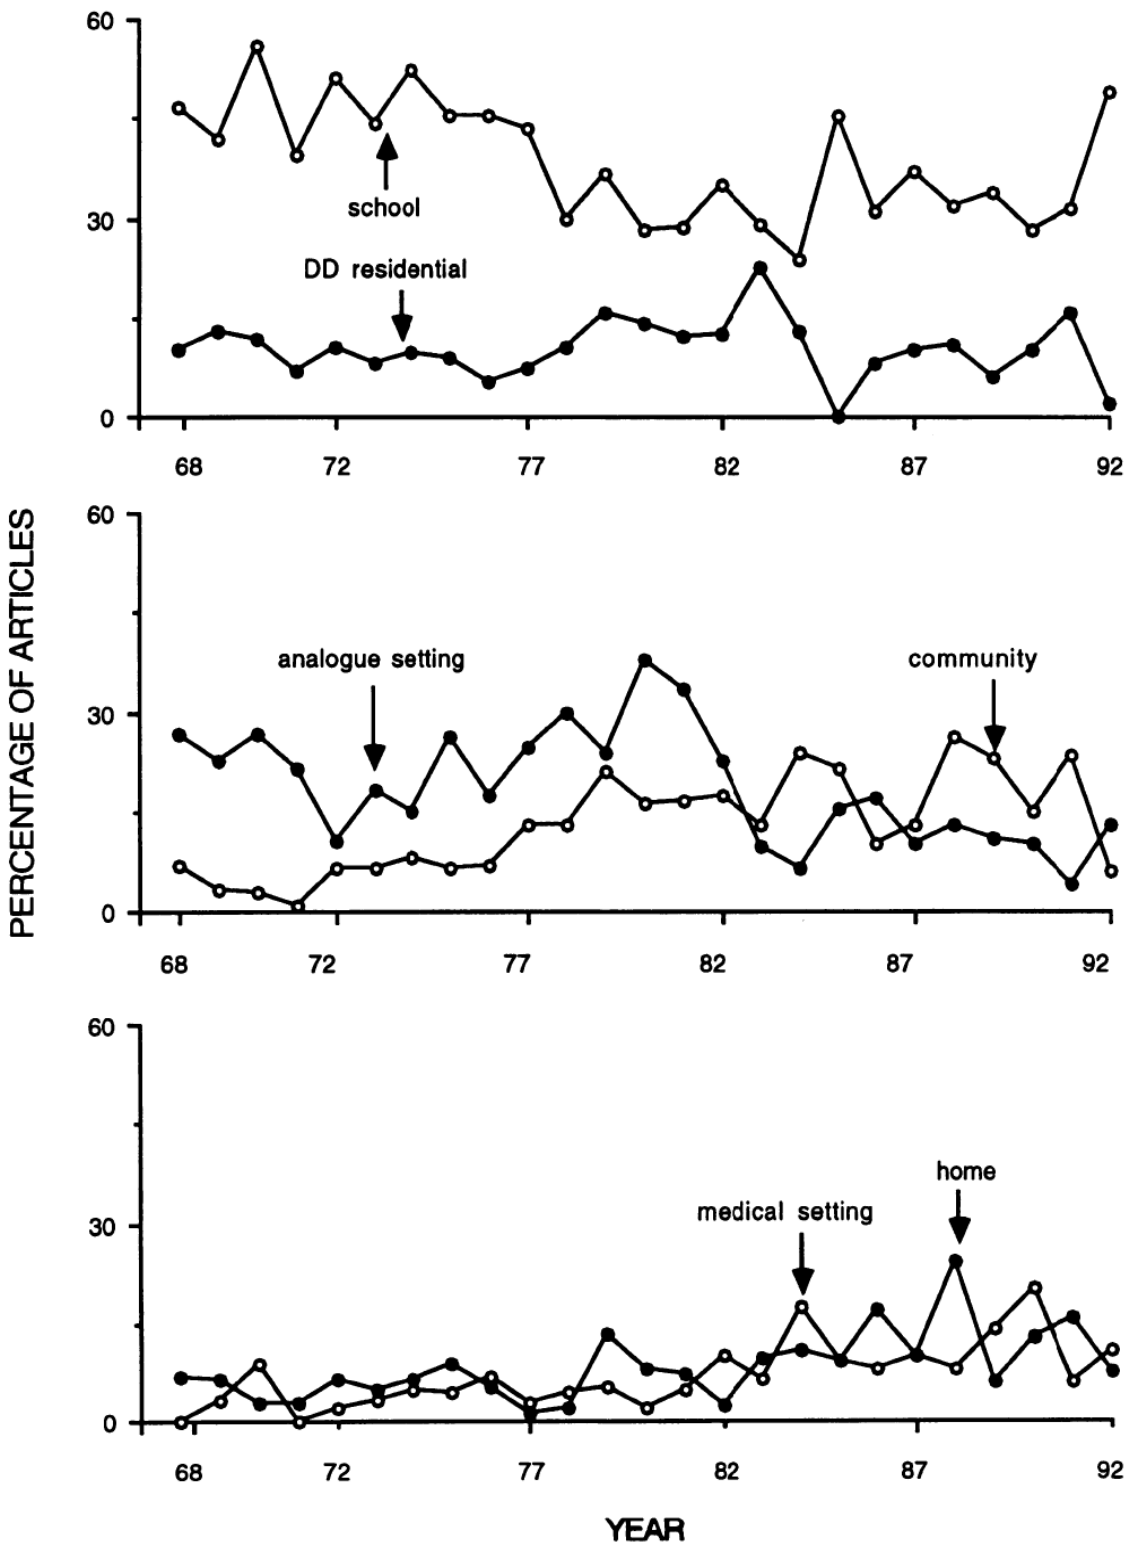 60
school
30
DD residential
0
68 72 77 82 87 92
PERCENTAGE OF ARTICLES
60
analogue setting community
30
0
68 72 77 82 87 92
60
home
medical setting
30
0
68 72 77 82 87 92
YEAR